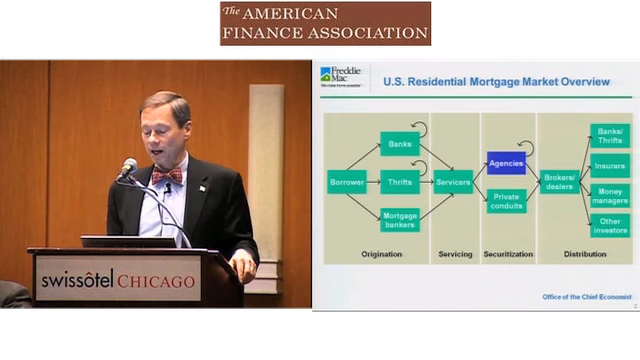 The AMERICAN
FINANCE ASSOCIATION
Freddie
Mac
We make home possible
U.S. Residential Mortgage Market Overview
Borrower
Banks
Thrifts
Mortgage
bankers
Servicers
Agencies
Private
conduits
Brokers/
dealers
Banks/
Thrifts
Insurers
Money
managers
Other
investors
Origination
Servicing
Securitization
Distribution
Office of the Chief Economist
2
swissôtel CHICAGO